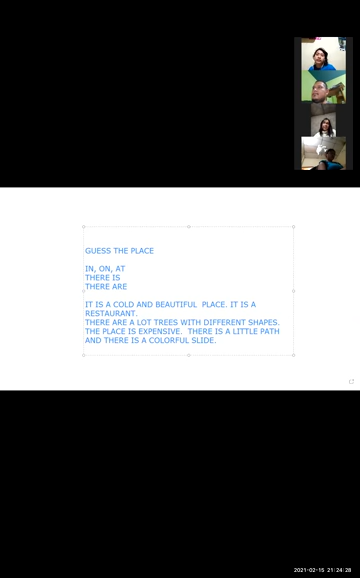 GUESS THE PLACE
IN, ON, AT
THERE IS
THERE ARE
IT IS A COLD AND BEAUTIFUL PLACE. IT IS A
RESTAURANT.
THERE ARE A LOT TREES WITH DIFFERENT SHAPES.
THE PLACE IS EXPENSIVE. THERE IS A LITTLE PATH
AND THERE IS A COLORFUL SLIDE.
2021-02-15 21:24:28